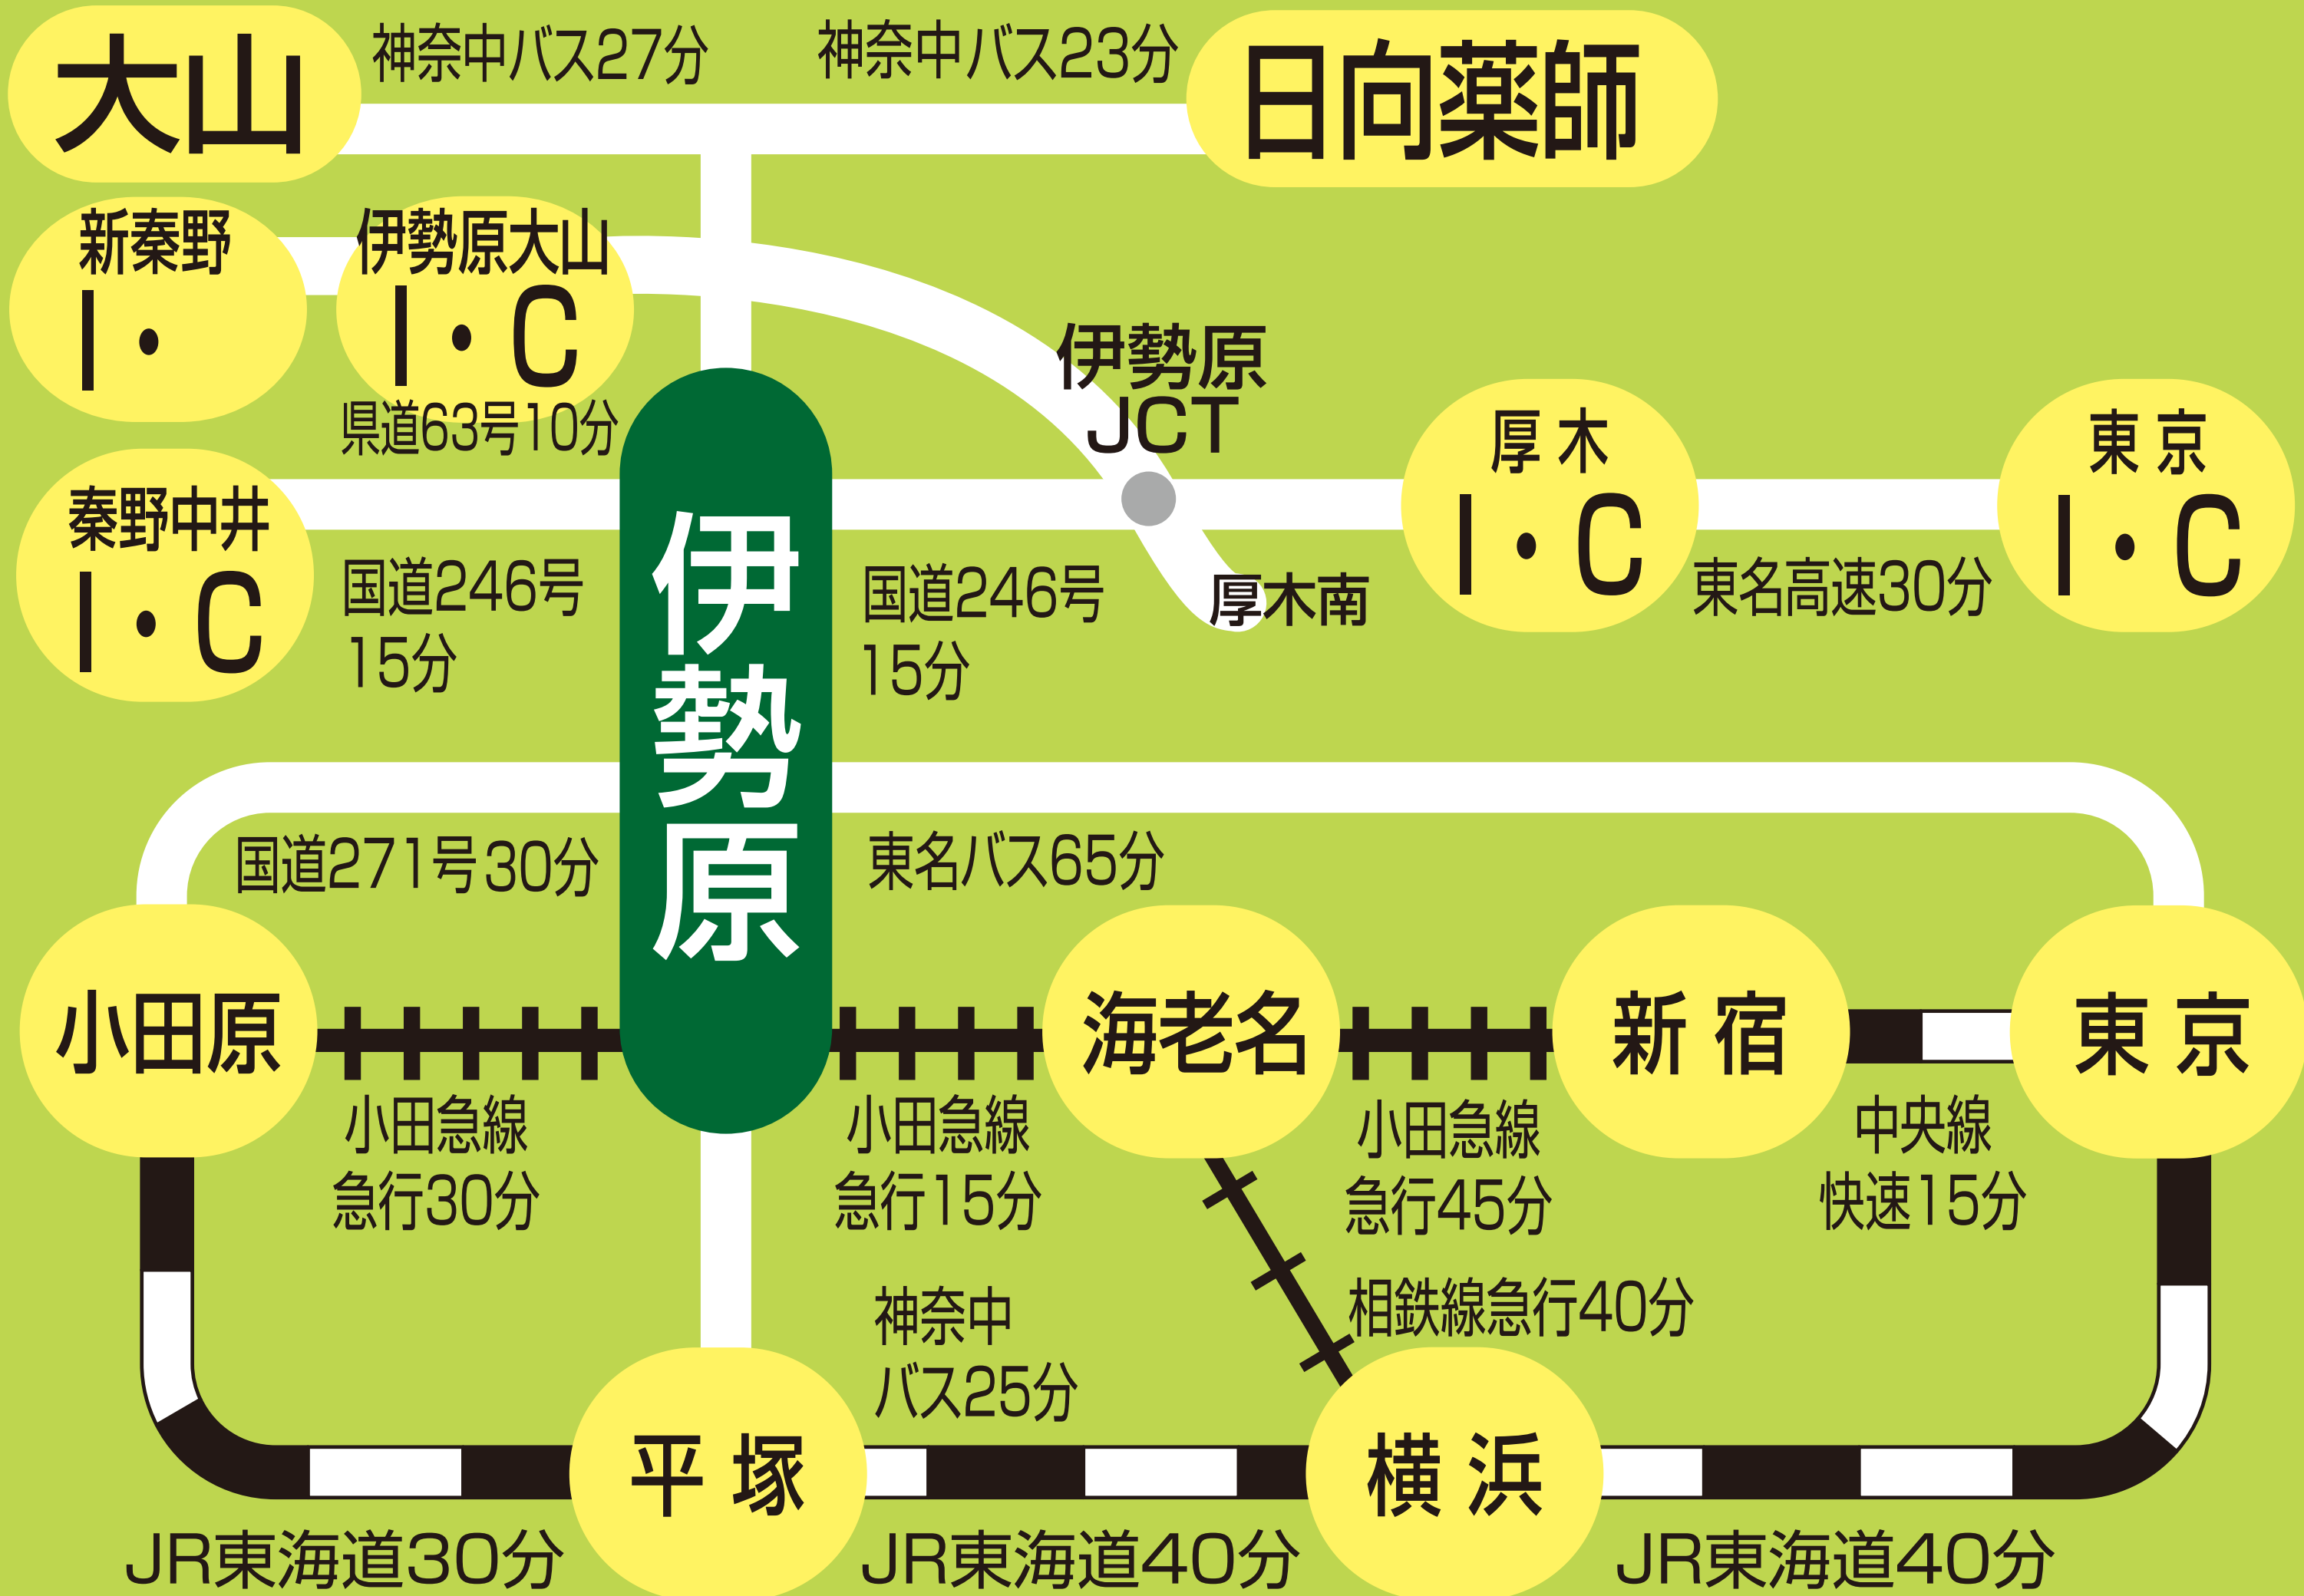 大山
神奈中バス27分
神奈中バス23分
日向薬師
新秦野
I・
伊勢原大山
I・C
県道63号10分
伊勢原
JCT
厚木
I・C
東京
I・C
秦野中井
I・C
国道246号
15分
伊勢原
国道246号
15分
厚木南
東名高速30分
国道271号30分
東名バス65分
小田原
海老名
新宿
東京
小田急線
急行30分
小田急線
急行15分
小田急線
急行45分
中央線
快速15分
神奈中
バス25分
相鉄線急行40分
平塚
横浜
JR東海道30分
JR東海道40分
JR東海道40分